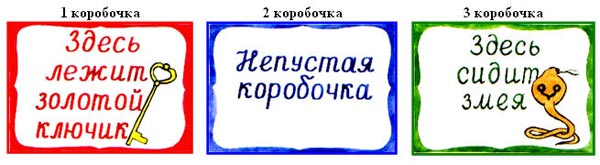 1 коробочка
2 коробочка
3 коробочка
Здесь
лежит
золотой
ключик
Непустая
коробочка
Здесь
сидит
змея